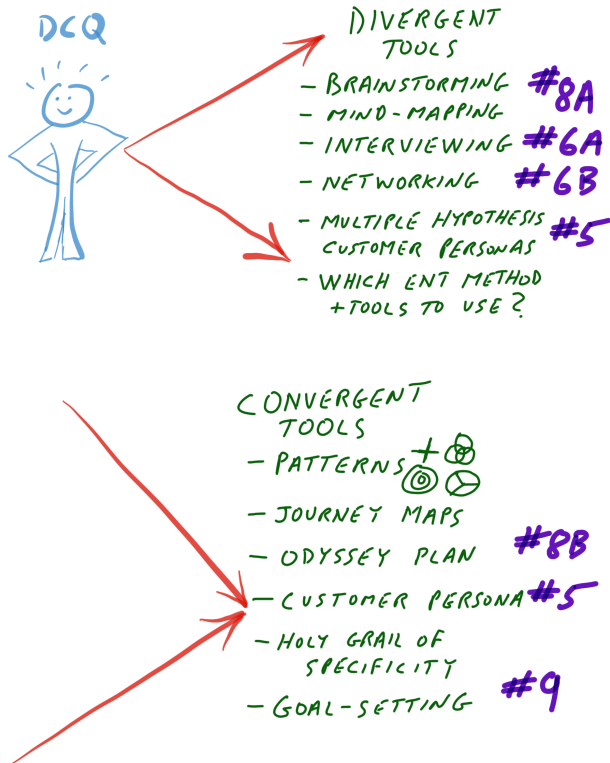 DCQ
DIVERGENT
TOOLS
- BRAINSTORMING #8A
- MIND-MAPPING
- INTERVIEWING #6A
- NETWORKING #6B
- MULTIPLE HYPOTHESIS
CUSTOMER PERSONAS #5
- WHICH ENT METHOD
+TOOLS TO USE?
CONVERGENT
TOOLS
- PATTERNS
- JOURNEY MAPS
- ODYSSEY PLAN #8B
- CUSTOMER PERSONA #5
- HOLY GRAIL OF
SPECIFICITY
- GOAL-SETTING #9